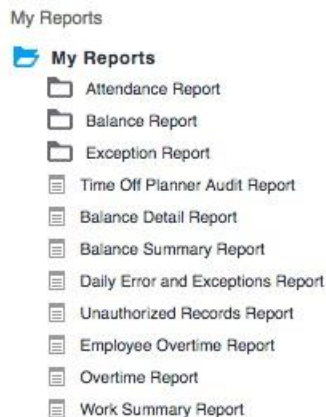 My Reports
My Reports
Attendance Report
Balance Report
Exception Report
Time Off Planner Audit Report
Balance Detail Report
Balance Summary Report
Daily Error and Exceptions Report
Unauthorized Records Report
Employee Overtime Report
Overtime Report
Work Summary Report